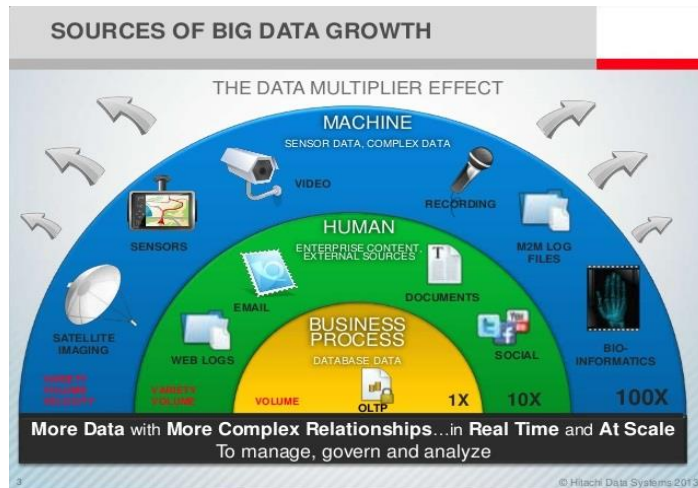 SOURCES OF BIG DATA GROWTH
THE DATA MULTIPLIER EFFECT
MACHINE
SENSOR DATA, COMPLEX DATA
VIDEO
RECORDING
SENSORS
M2M LOG
FILES
SATELLITE
IMAGING
BIO-
INFORMATICS
HUMAN
ENTERPRISE CONTENT,
EXTERNAL SOURCES
EMAIL
DOCUMENTS
WEB LOGS
SOCIAL
BUSINESS
PROCESS
DATABASE DATA
OLTP
VARIETY
VOLUME
VELOCITY
VARIETY
VOLUME
VOLUME
1X
10X
100X
More Data with More Complex Relationships...in Real Time and At Scale
To manage, govern and analyze
3
© Hitachi Data Systems 2013